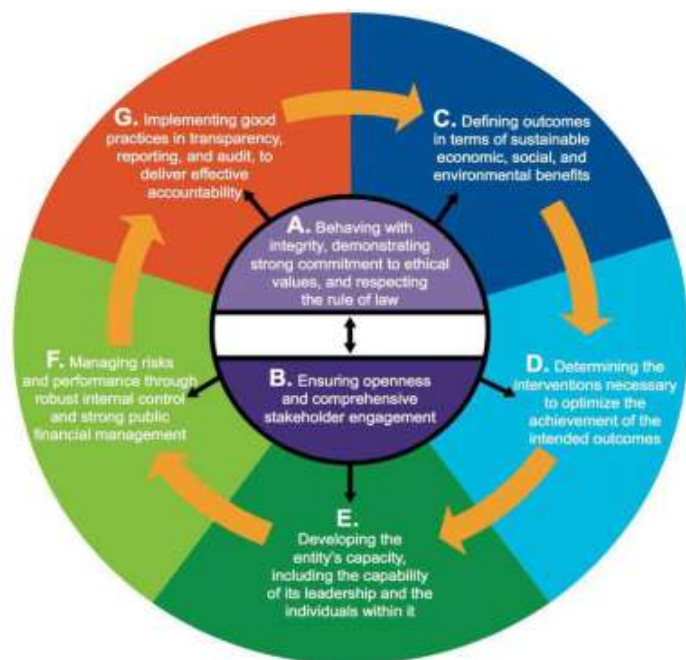 G. Implementing good
practices in transparency,
reporting, and audit, to
deliver effective
accountability
C. Defining outcomes
in terms of sustainable
economic, social, and
environmental benefits
A. Behaving with
integrity, demonstrating
strong commitment to ethical
values, and respecting
the rule of law
B. Ensuring openness
and comprehensive
stakeholder engagement
D. Determining the
interventions necessary
to optimize the
achievement of the
intended outcomes
E.
Developing the
entity's capacity,
including the capability
of its leadership and the
individuals within it
F. Managing risks
and performance through
robust internal control
and strong public
financial management